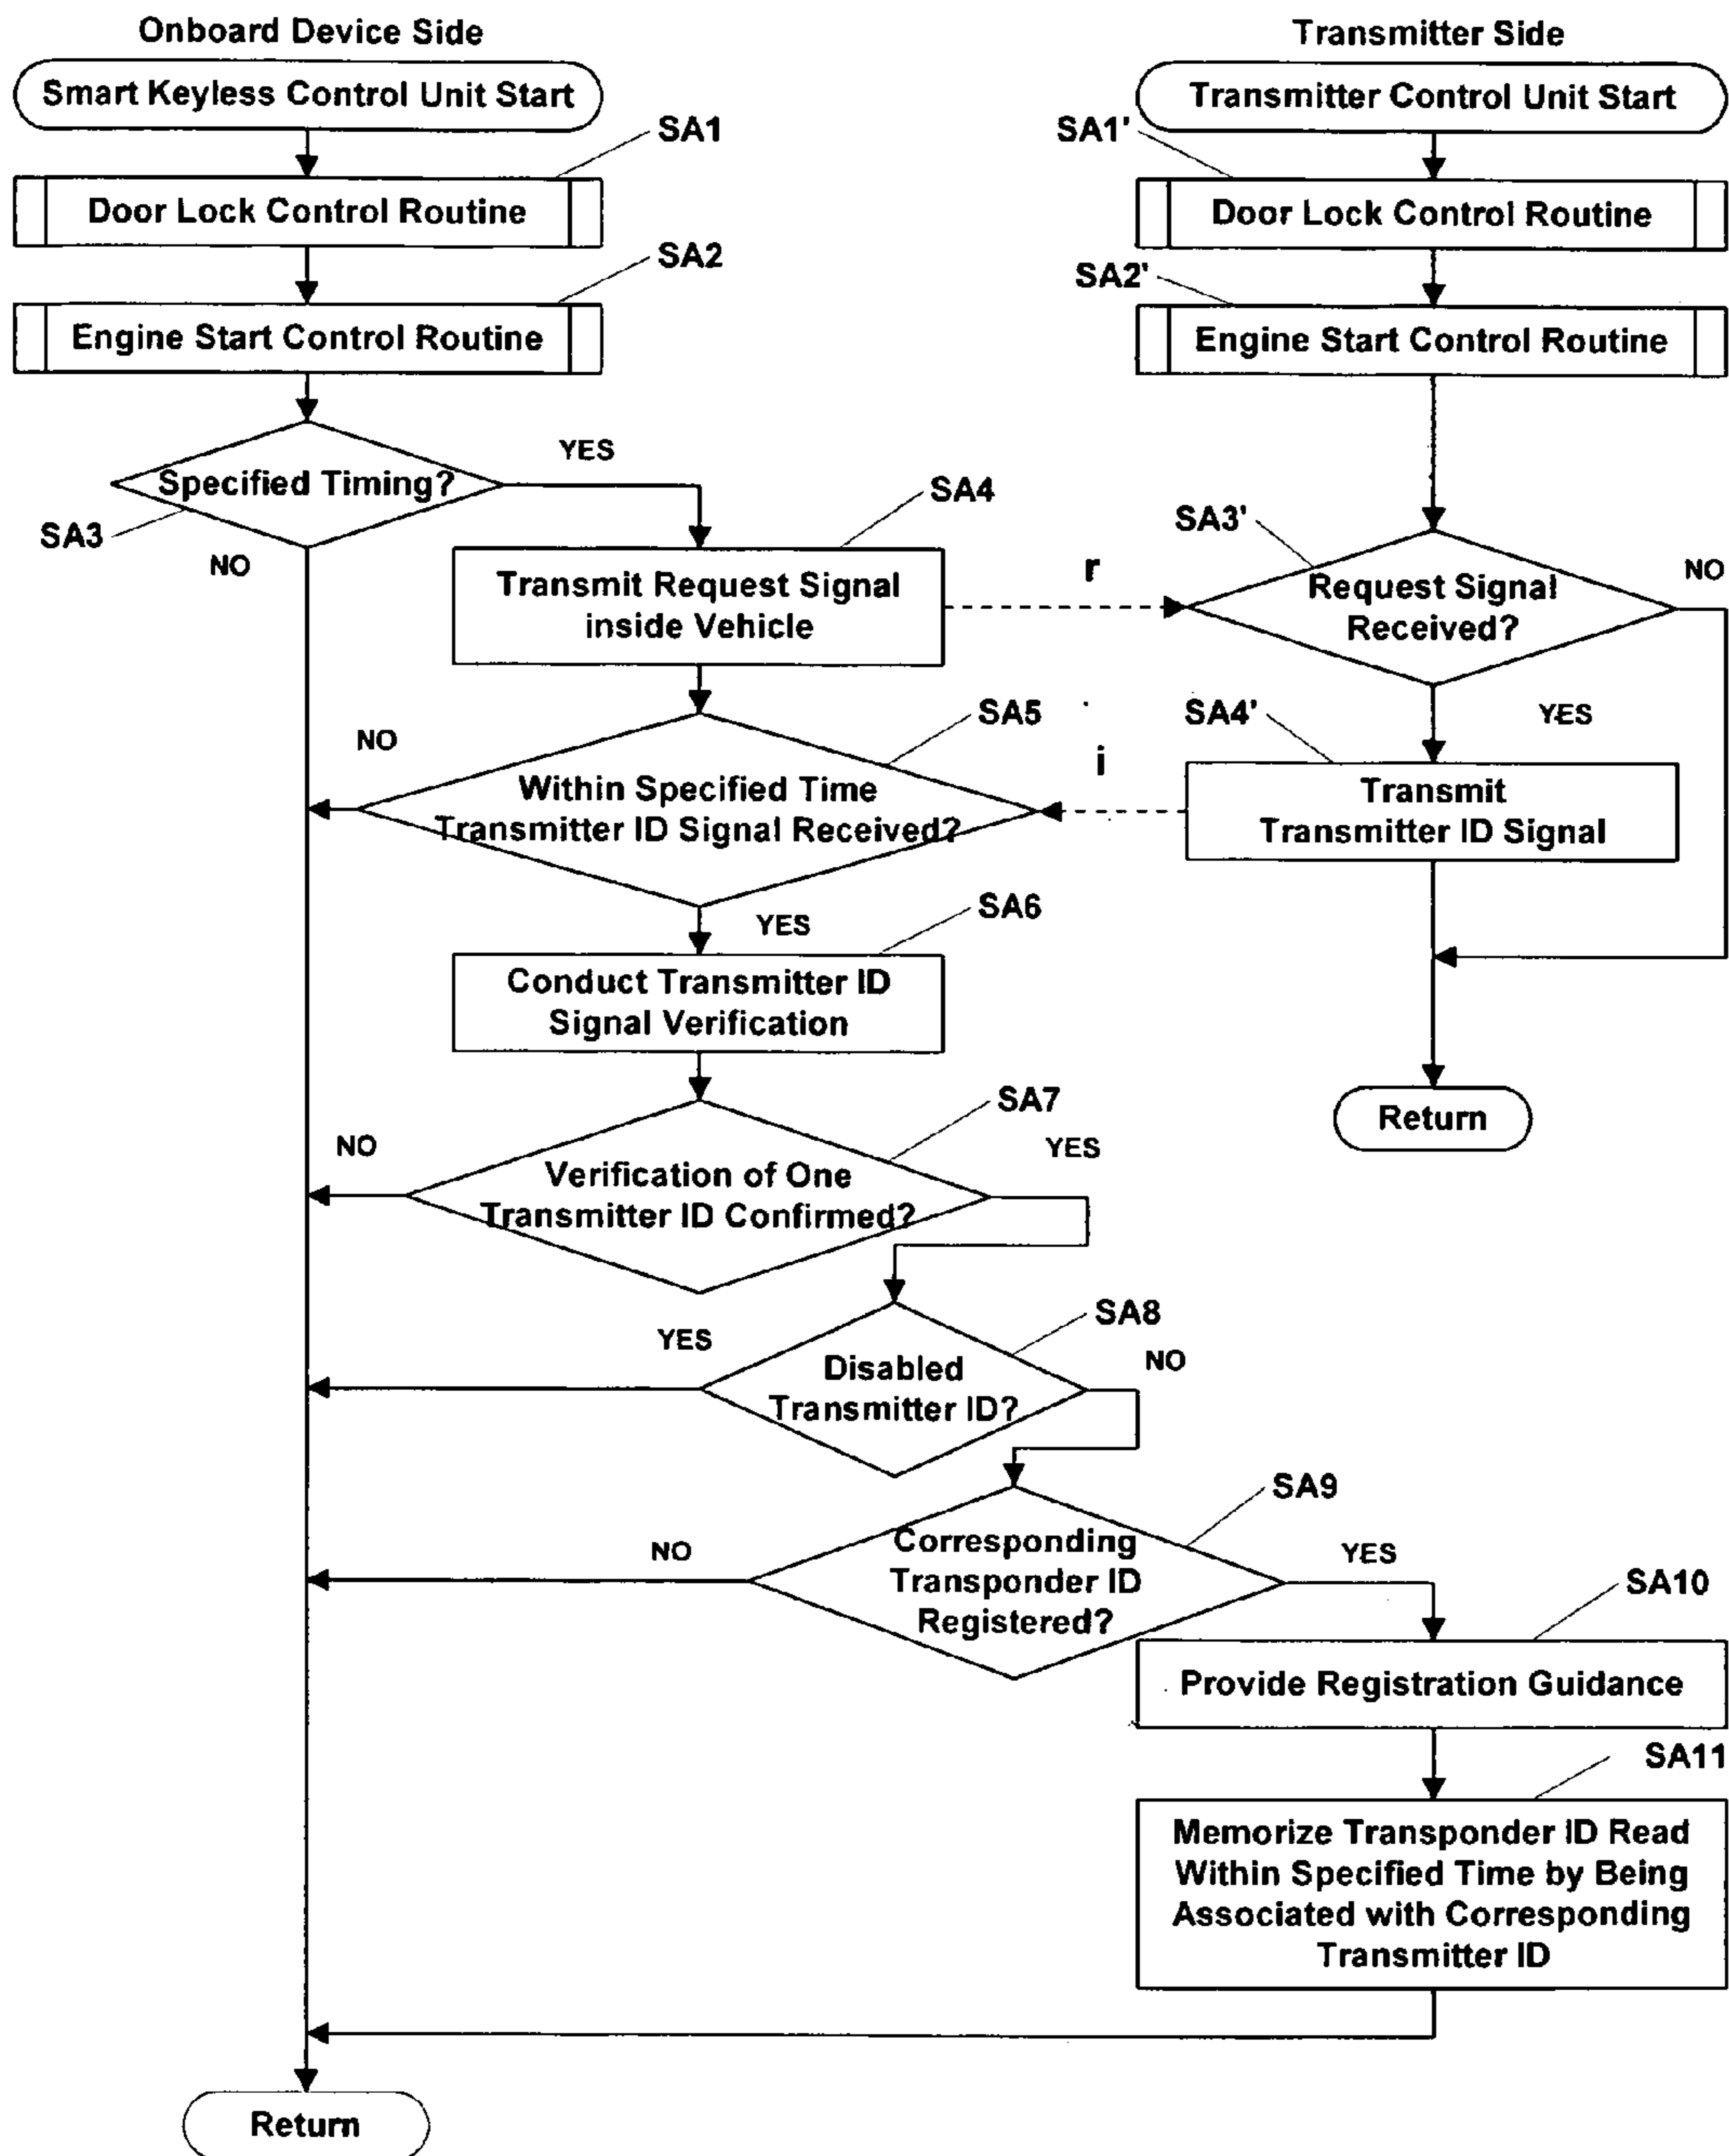 Onboard Device Side
Transmitter Side
Smart Keyless Control Unit Start
Transmitter Control Unit Start
SA1
SA1'
Door Lock Control Routine
Door Lock Control Routine
SA2
SA2'
Engine Start Control Routine
Engine Start Control Routine
YES
Specified Timing?
SA3
NO
SA4
Transmit Request Signal
inside Vehicle
r
SA3'
Request Signal
Received?
NO
YES
SA5
NO
Within Specified Time
Transmitter ID Signal Received?
i
SA4'
Transmit
Transmitter ID Signal
YES
SA6
Conduct Transmitter ID
Signal Verification
SA7
NO
YES
Verification of One
Transmitter ID Confirmed?
Return
SA8
YES
NO
Disabled
Transmitter ID?
SA9
NO
YES
Corresponding
Transponder ID
Registered?
SA10
Provide Registration Guidance
SA11
Memorize Transponder ID Read
Within Specified Time by Being
Associated with Corresponding
Transmitter ID
Return